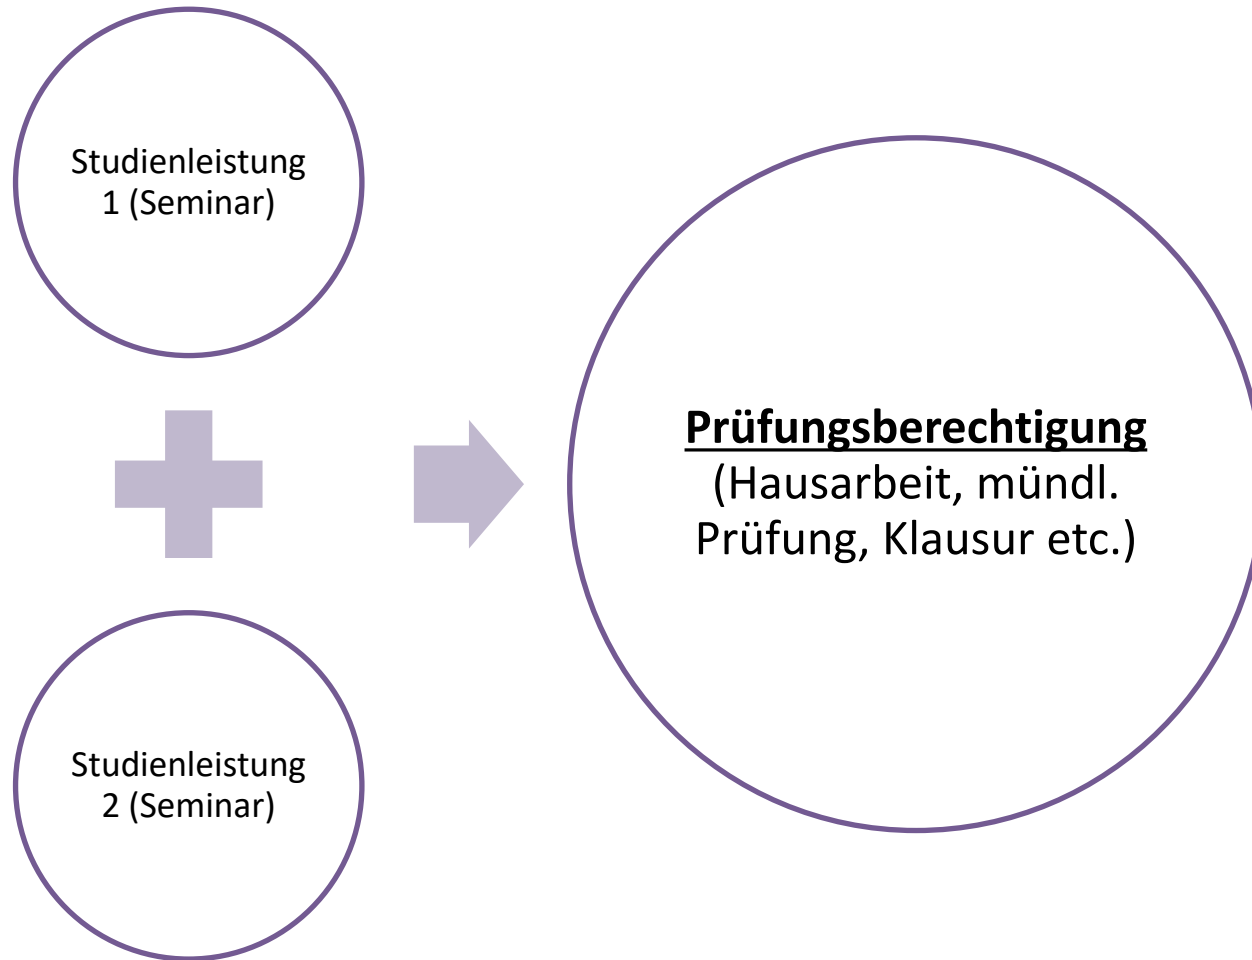 Studienleistung
1 (Seminar)
Studienleistung
2 (Seminar)
Prüfungsberechtigung
(Hausarbeit, mündl.
Prüfung, Klausur etc.)